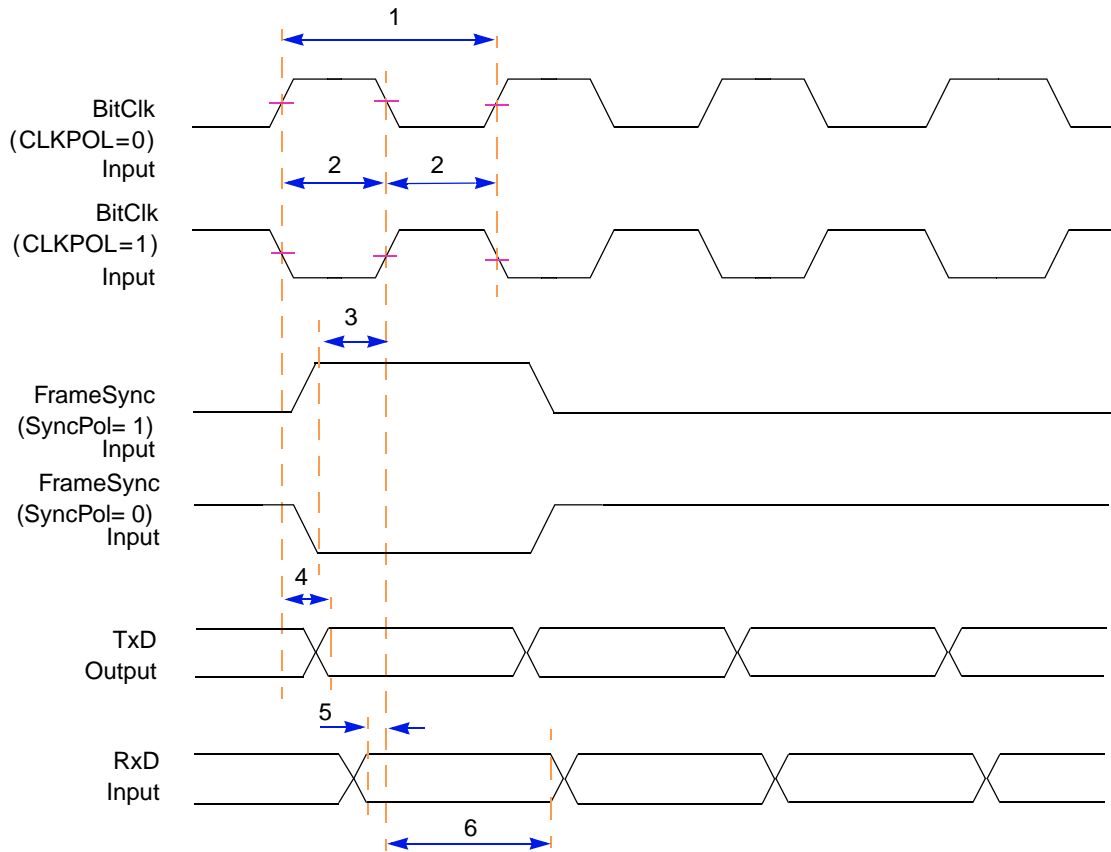 1
BitClk
(CLKPOL=0)
Input
2 2
BitClk
(CLKPOL=1)
Input
3
FrameSync
(SyncPol= 1)
Input
FrameSync
(SyncPol= 0)
Input
4
TxD
Output
5
RxD
Input
6